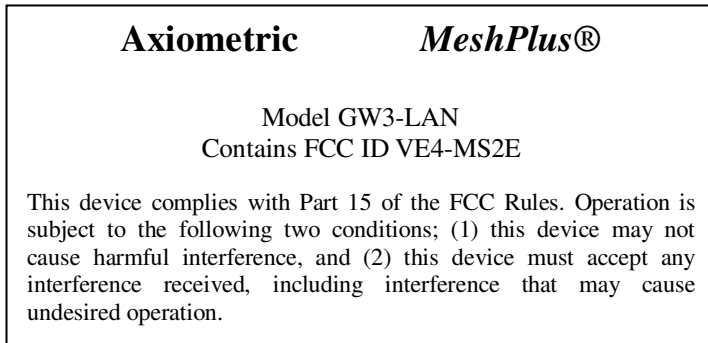 Axiometric MeshPlus®
Model GW3-LAN
Contains FCC ID VE4-MS2E
This device complies with Part 15 of the FCC Rules. Operation is
subject to the following two conditions; (1) this device may not
cause harmful interference, and (2) this device must accept any
interference received, including interference that may cause
undesired operation.